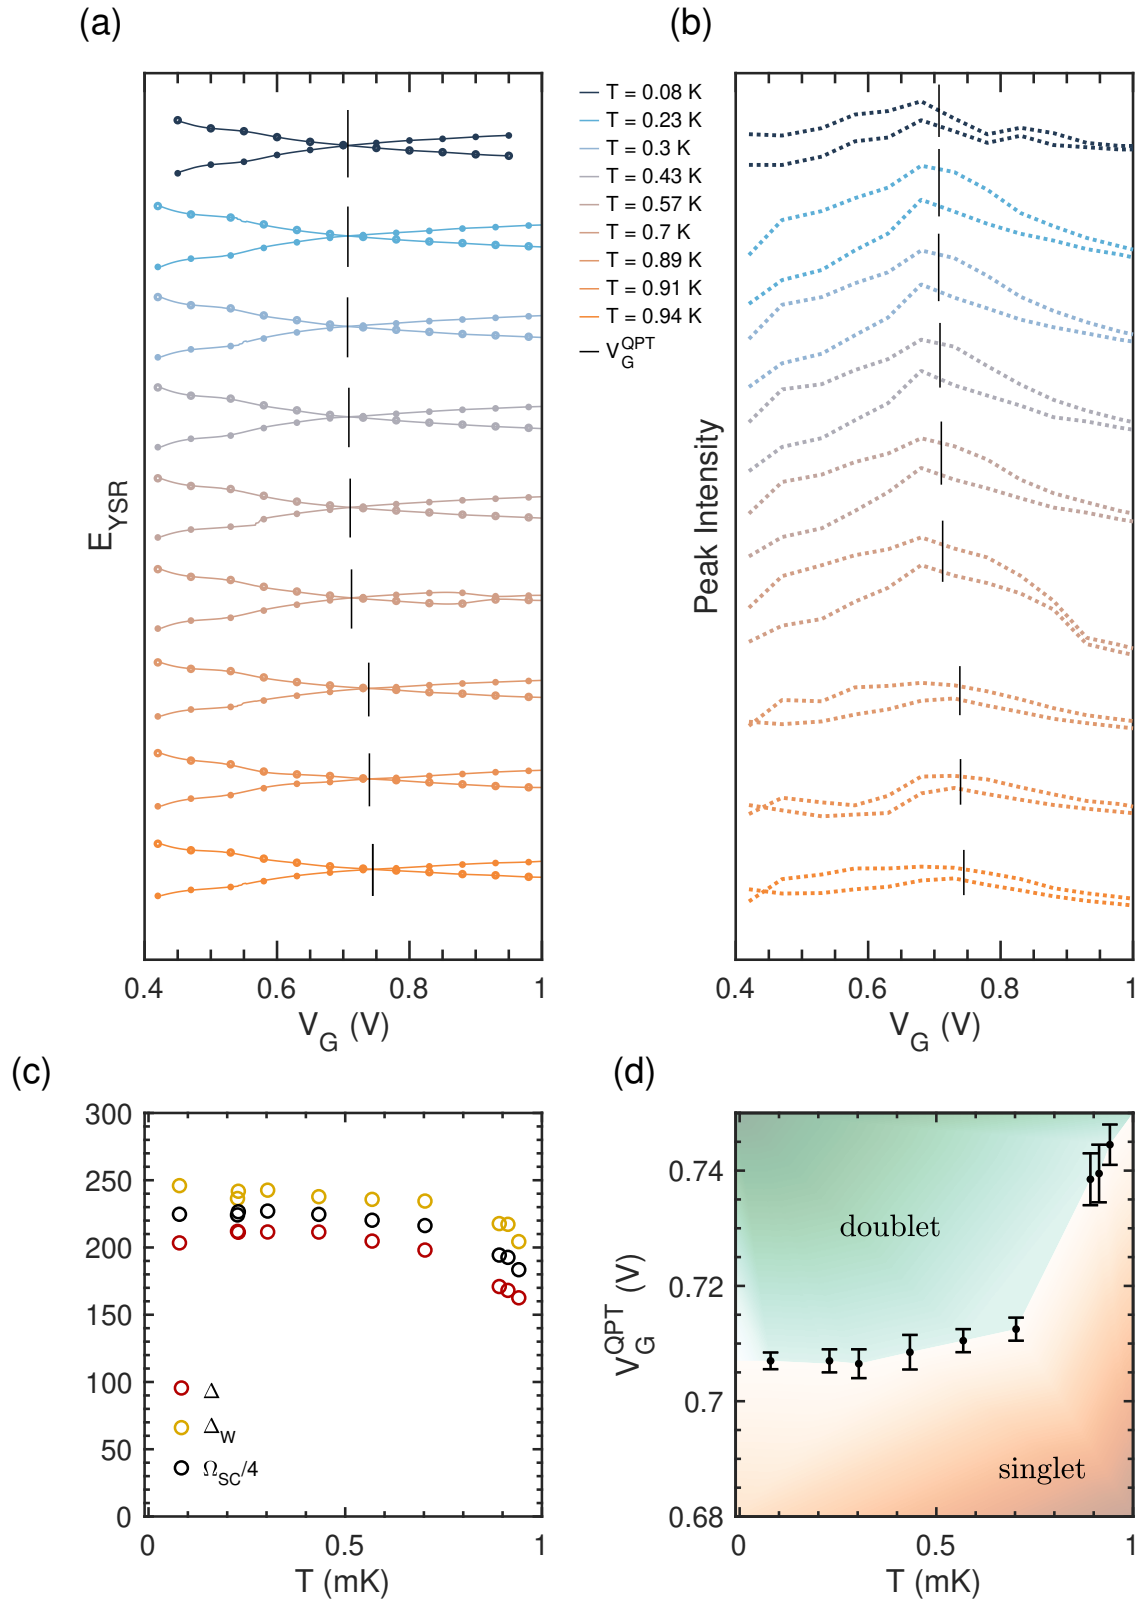 (a)
(b)
T = 0.08 K
T = 0.23 K
T = 0.3 K
T = 0.43 K
T = 0.57 K
T = 0.7 K
T = 0.89 K
T = 0.91 K
T = 0.94 K
V_G^QPT
E_YSR
Peak Intensity
0.4 0.6 0.8 1
V_G (V)
0.4 0.6 0.8 1
V_G (V)
(c)
(d)
300
250
200
150
100
50
0
Δ
Δ_W
Ω_SC/4
0 0.5 1
T (mK)
V_G^QPT (V)
0.74
0.72
0.7
0.68
doublet
singlet
0 0.5 1
T (mK)